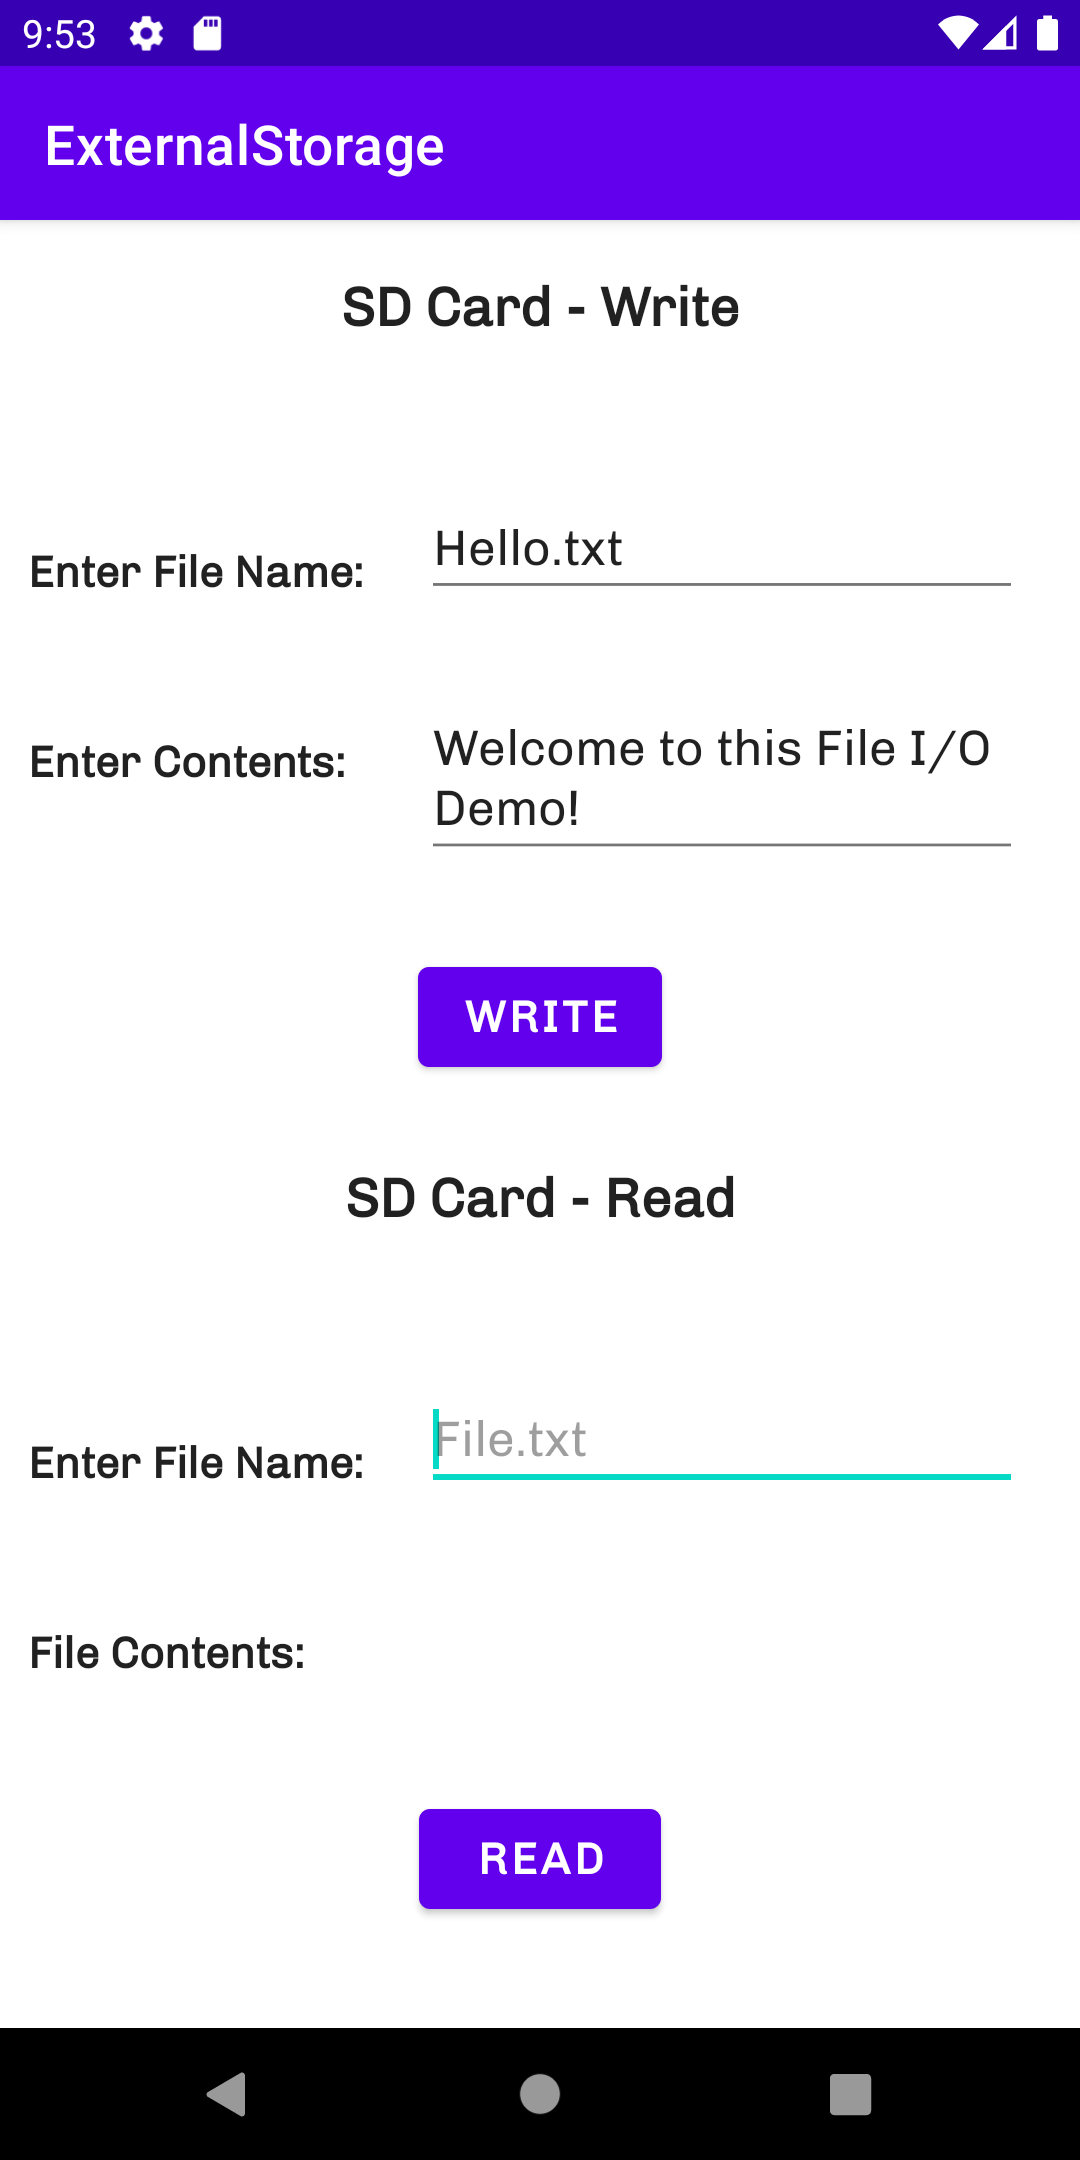 9:53
ExternalStorage
SD Card - Write
Enter File Name:
Hello.txt
Enter Contents:
Welcome to this File I/O
Demo!
WRITE
SD Card - Read
Enter File Name:
File.txt
File Contents:
READ